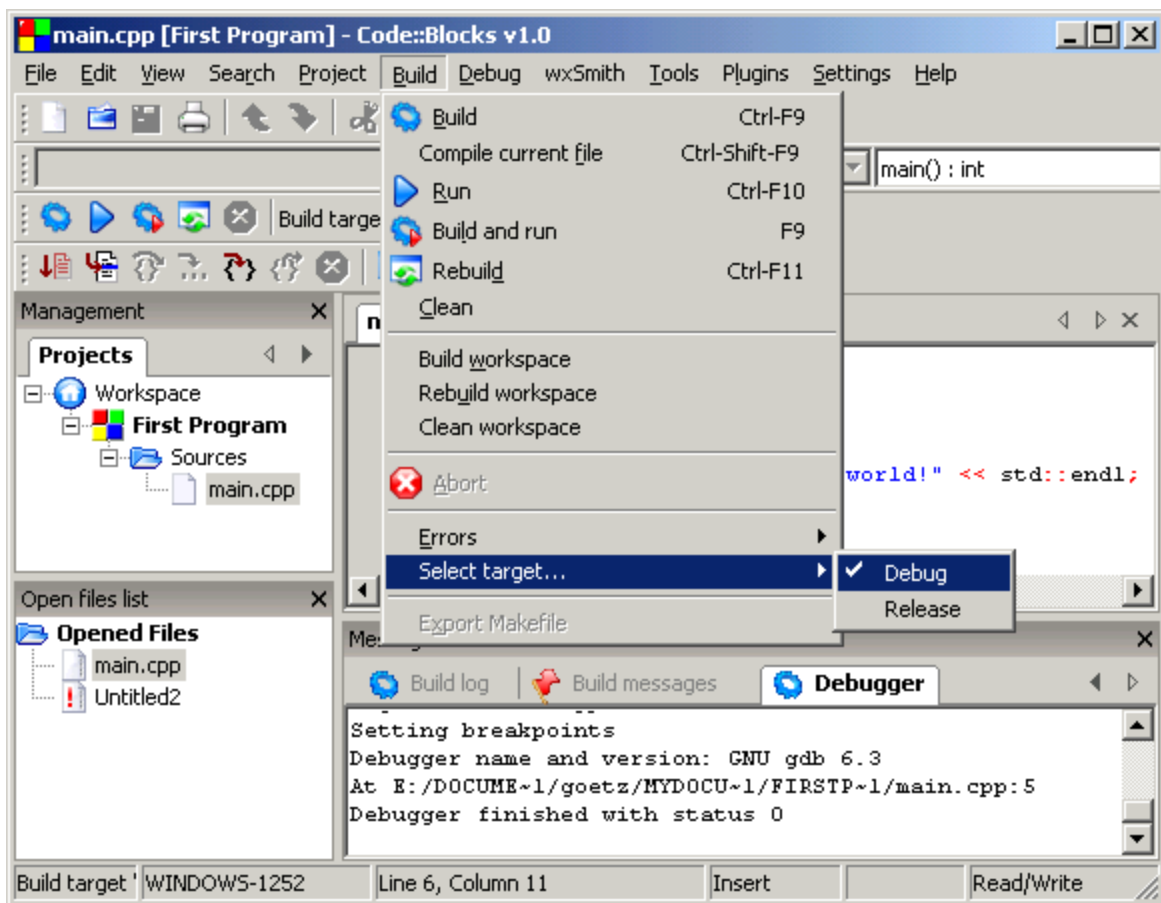 main.cpp [First Program] - Code::Blocks v1.0
File Edit View Search Project Build Debug wxSmith Tools Plugins Settings Help
Build Ctrl-F9
Compile current file Ctrl-Shift-F9
Run Ctrl-F10
Build and run F9
Rebuild Ctrl-F11
Clean
Build workspace
Rebuild workspace
Clean workspace
Abort
Errors
Select target...
Export Makefile
Debug
Release
main() : int
Build targe
Management
Projects
Workspace
First Program
Sources
main.cpp
world!" << std::endl;
Open files list
Opened Files
main.cpp
Untitled2
Build log Build messages Debugger
Setting breakpoints
Debugger name and version: GNU gdb 6.3
At E:/DOCUME~1/goetz/MYDOCU~1/FIRSTP~1/main.cpp:5
Debugger finished with status 0
Build target ' WINDOWS-1252 Line 6, Column 11 Insert Read/Write